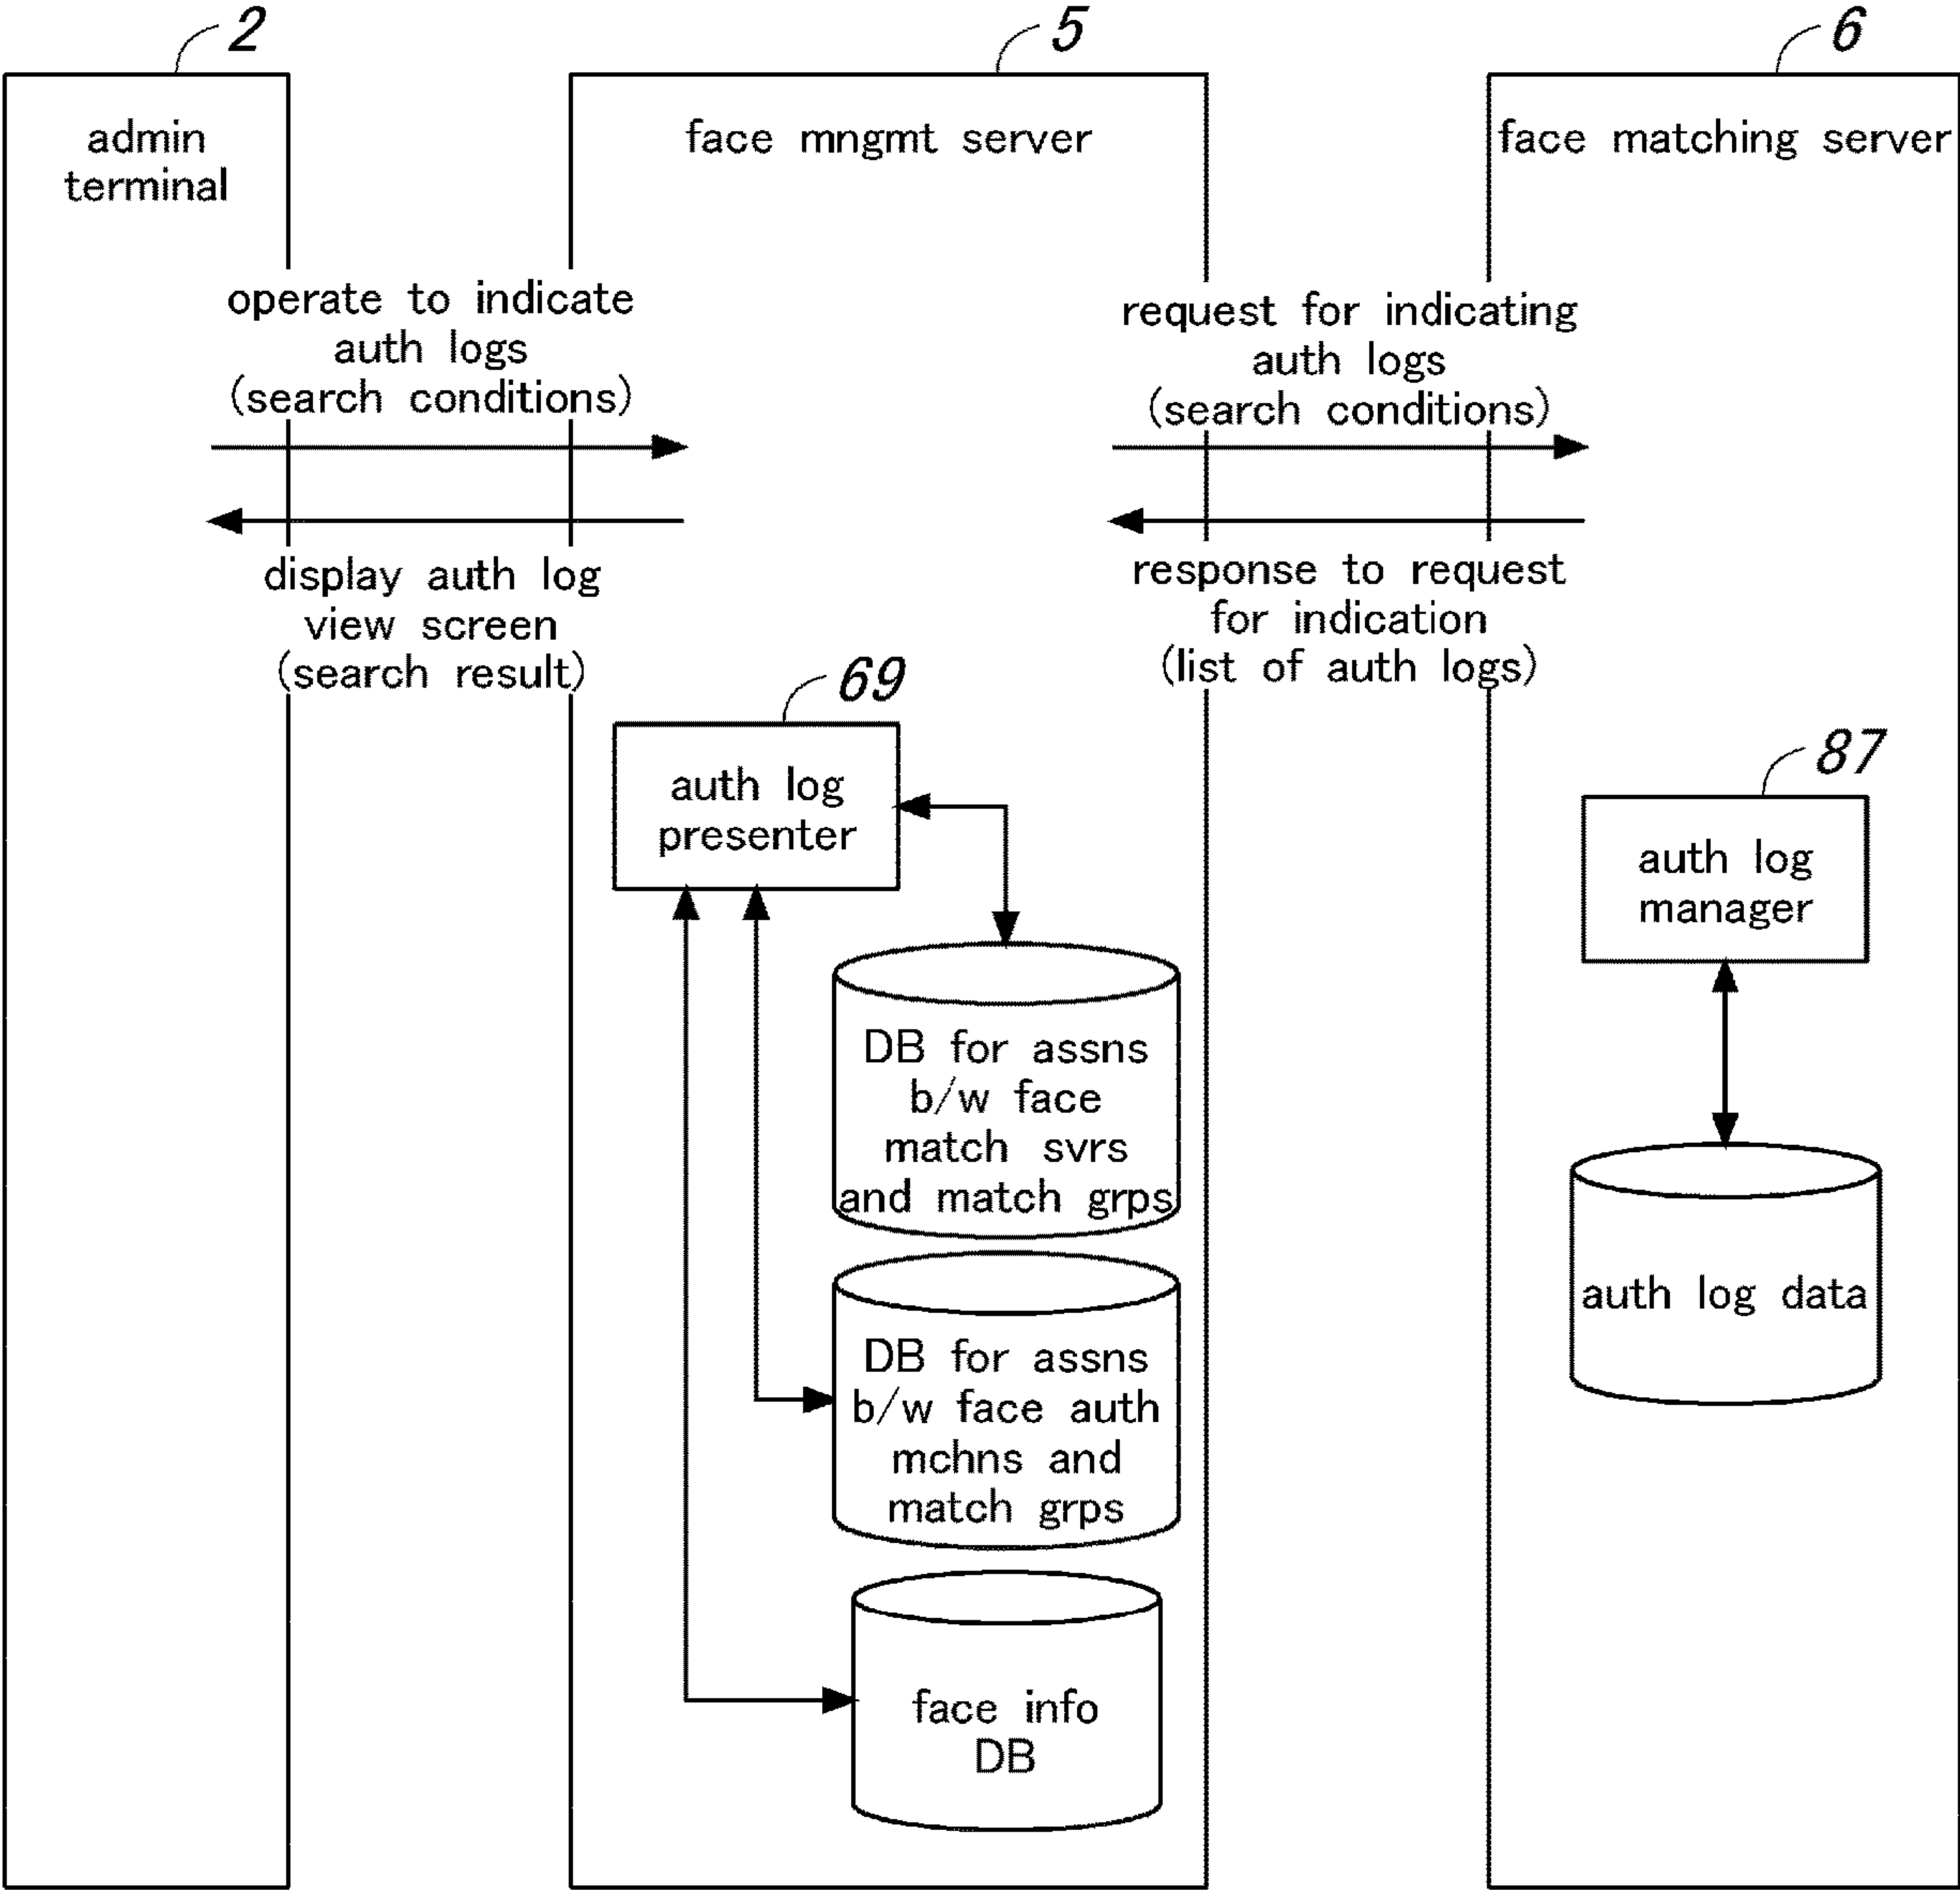 2
5
6
admin
terminal
face mngmt server
face matching server
operate to indicate
auth logs
(search conditions)
request for indicating
auth logs
(search conditions)
display auth log
view screen
(search result)
response to request
for indication
(list of auth logs)
69
auth log
presenter
87
auth log
manager
DB for assns
b/w face
match svrs
and match grps
auth log data
DB for assns
b/w face auth
mchns and
match grps
face info
DB